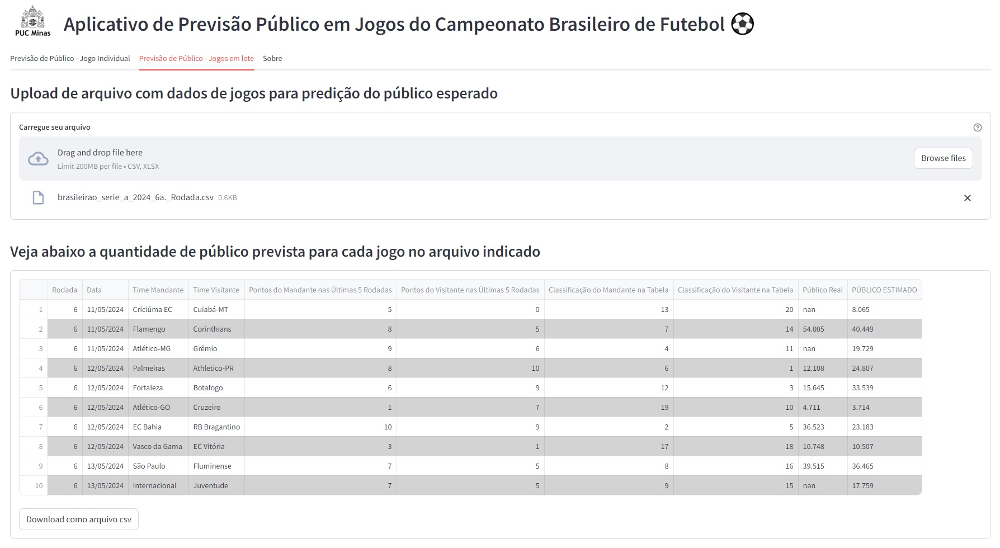 PUC Minas
Aplicativo de Previsão Público em Jogos do Campeonato Brasileiro de Futebol
Previsão de Público - Jogo Individual Previsão de Público - Jogos em lote Sobre
Upload de arquivo com dados de jogos para predição do público esperado
Carregue seu arquivo
Drag and drop file here
Limit 200MB per file • CSV, XLSX
Browse files
brasileirao_serie_a_2024_6a._Rodada.csv 0.6KB
Veja abaixo a quantidade de público prevista para cada jogo no arquivo indicado
Rodada Data Time Mandante Time Visitante Pontos do Mandante nas Últimas 5 Rodadas Pontos do Visitante nas Últimas 5 Rodadas Classificação do Mandante na Tabela Classificação do Visitante na Tabela Público Real PÚBLICO ESTIMADO
1 6 11/05/2024 Criciúma EC Cuiabá-MT 5 0 13 20 nan 8.065
2 6 11/05/2024 Flamengo Corinthians 8 5 7 14 54.005 40.449
3 6 11/05/2024 Atlético-MG Grêmio 9 6 4 11 nan 19.729
4 6 12/05/2024 Palmeiras Athletico-PR 8 10 6 1 12.108 24.807
5 6 12/05/2024 Fortaleza Botafogo 6 9 12 3 15.645 33.539
6 6 12/05/2024 Atlético-GO Cruzeiro 1 7 19 10 4.711 3.714
7 6 12/05/2024 EC Bahia RB Bragantino 10 9 2 5 36.523 23.183
8 6 12/05/2024 Vasco da Gama EC Vitória 3 1 17 18 10.748 10.507
9 6 13/05/2024 São Paulo Fluminense 7 5 8 16 39.515 36.465
10 6 13/05/2024 Internacional Juventude 7 5 9 15 nan 17.759
Download como arquivo csv